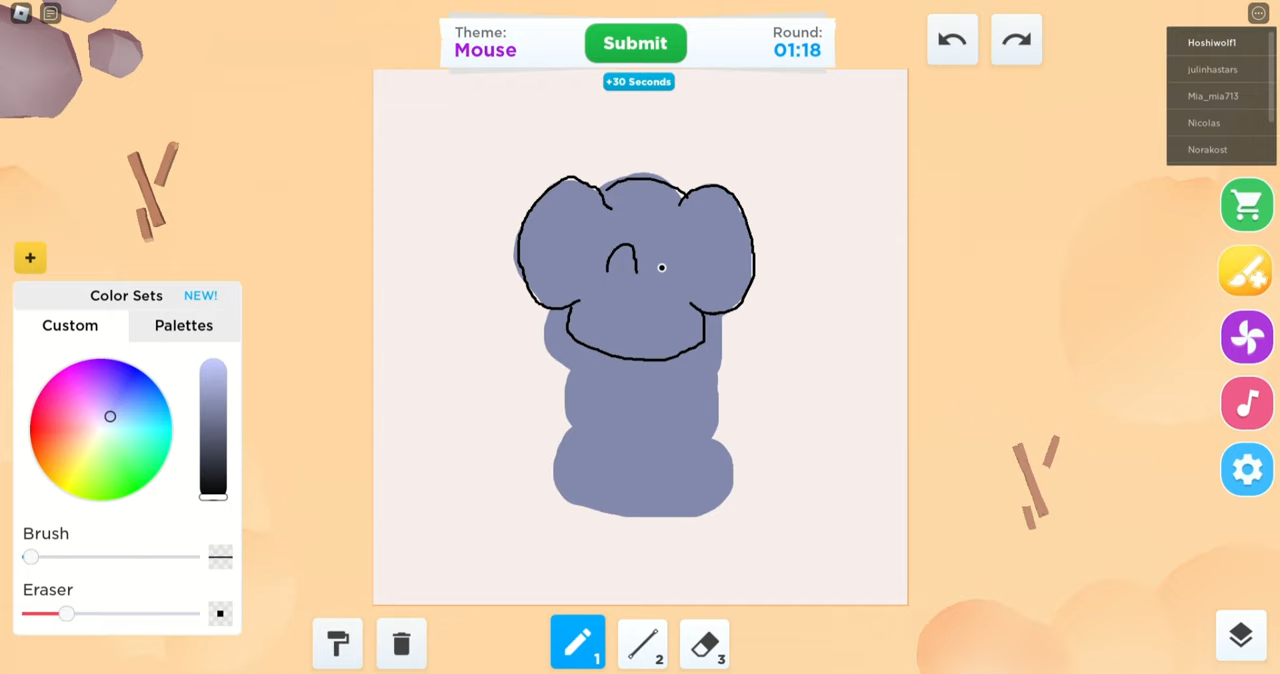 Theme:
Mouse
Submit
Round:
01:18
+30 Seconds
Hoshiwolf1
julinhastars
Mia_mia713
Nicolas
Norakost
+
Color Sets NEW!
Custom Palettes
Brush
Eraser
1
2
3